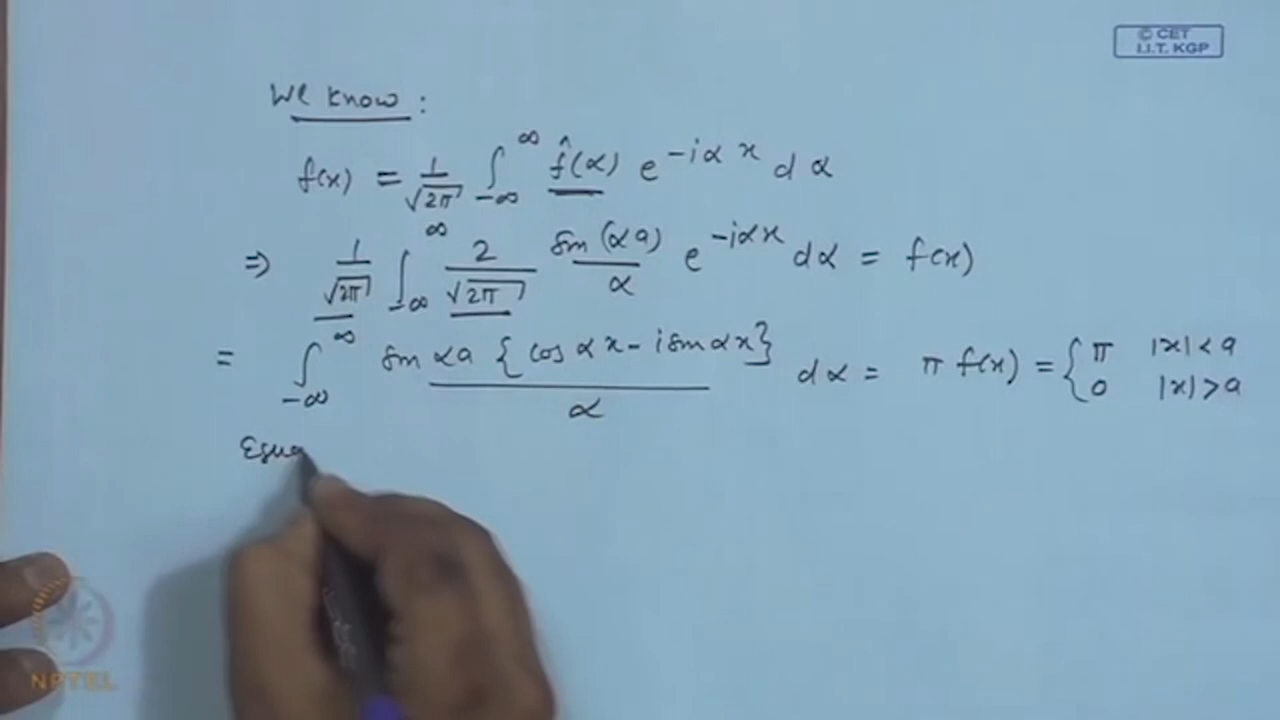 © CET
I.I.T. KGP
We know :
f(x) = 1/√2π ∫_{-∞}^{∞} f̂(α) e^{-iαx} dα
⇒ 1/√2π ∫_{-∞}^{∞} 2/√2π sin(αa)/α e^{-iαx} dα = f(x)
= ∫_{-∞}^{∞} sin αa {cos αx - i sin αx}/α dα = π f(x) = { π |x| < a
0 |x| > a
Equa
NPTEL